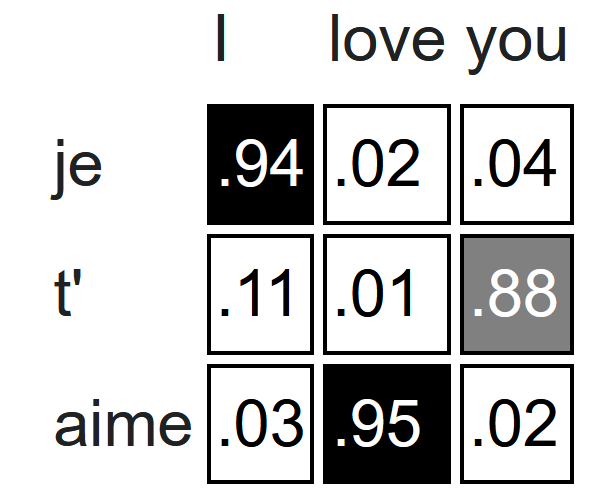 I love you
je .94 .02 .04
t' .11 .01 .88
aime .03 .95 .02